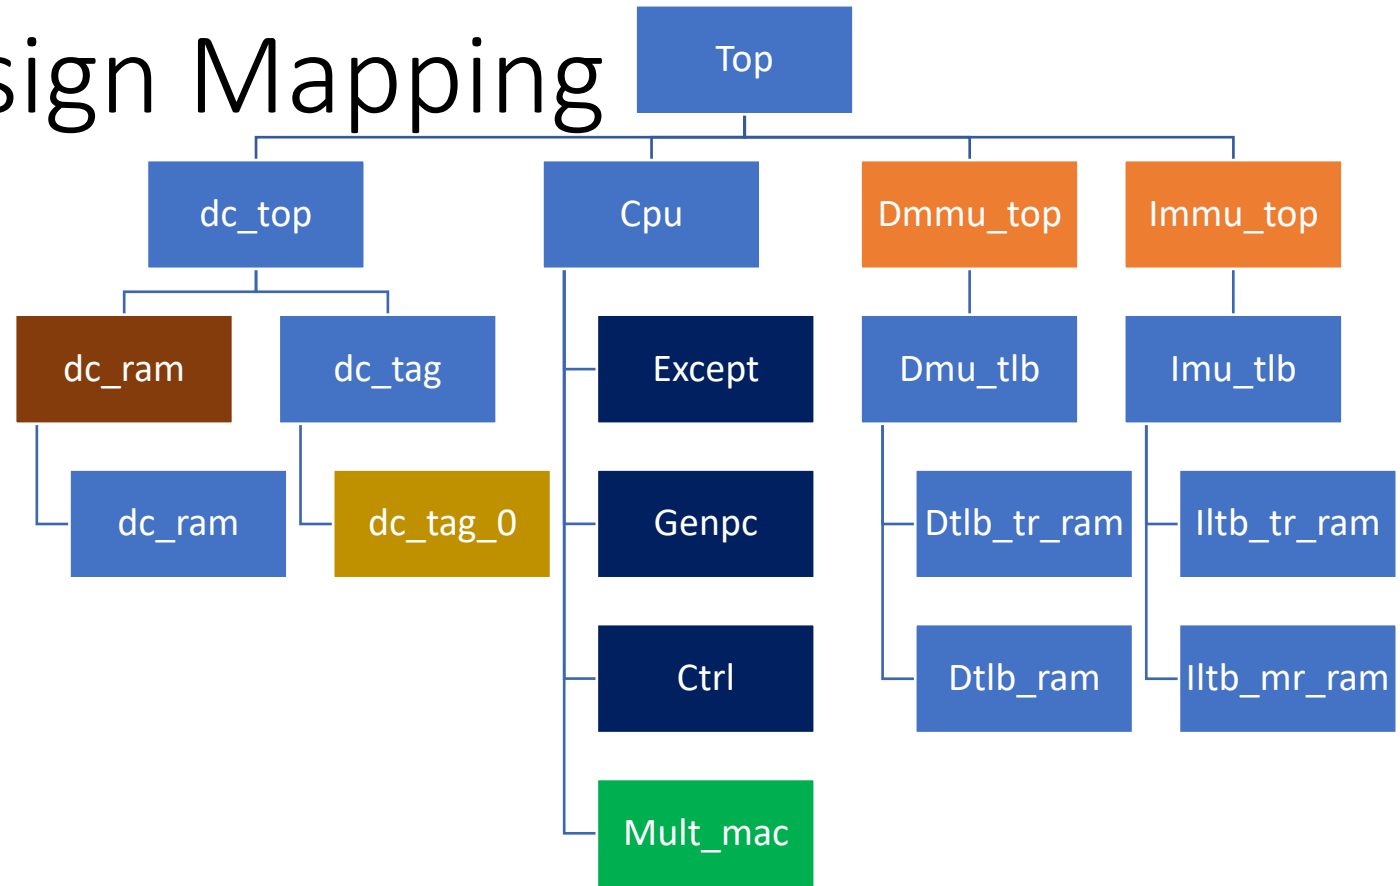 sign Mapping
Top
dc_top
Cpu
Dmmu_top
Immu_top
dc_ram
dc_tag
Except
Dmu_tlb
Imu_tlb
dc_ram
dc_tag_0
Genpc
Dtlb_tr_ram
Iltb_tr_ram
Ctrl
Dtlb_ram
Iltb_mr_ram
Mult_mac